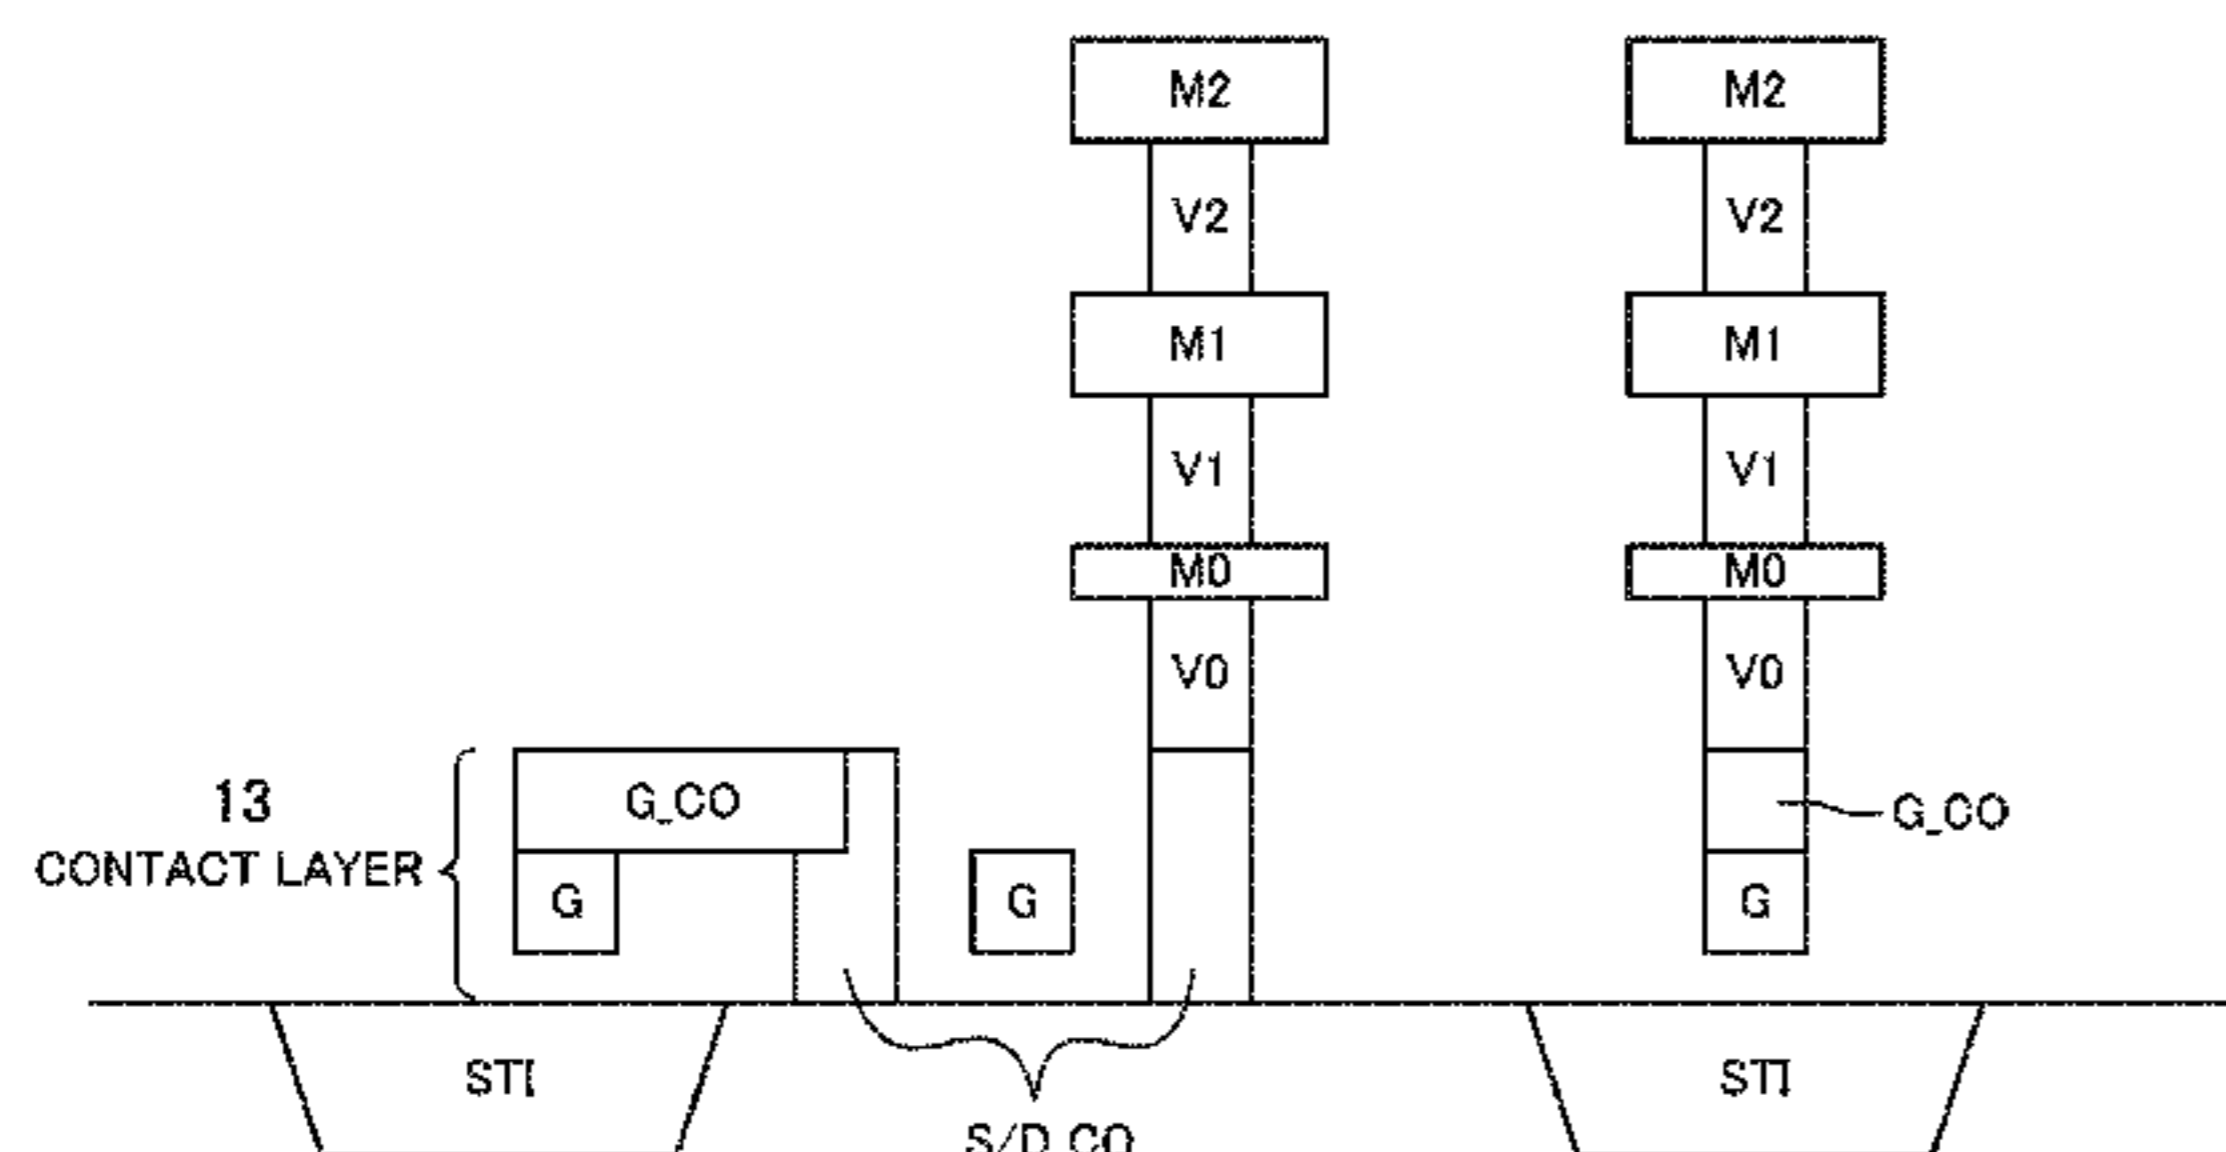 M2 M2
V2 V2
M1 M1
V1 V1
M0 M0
V0 V0
13
CONTACT LAYER
G_CO
G_CO
G G G
STI STI
S/D CO